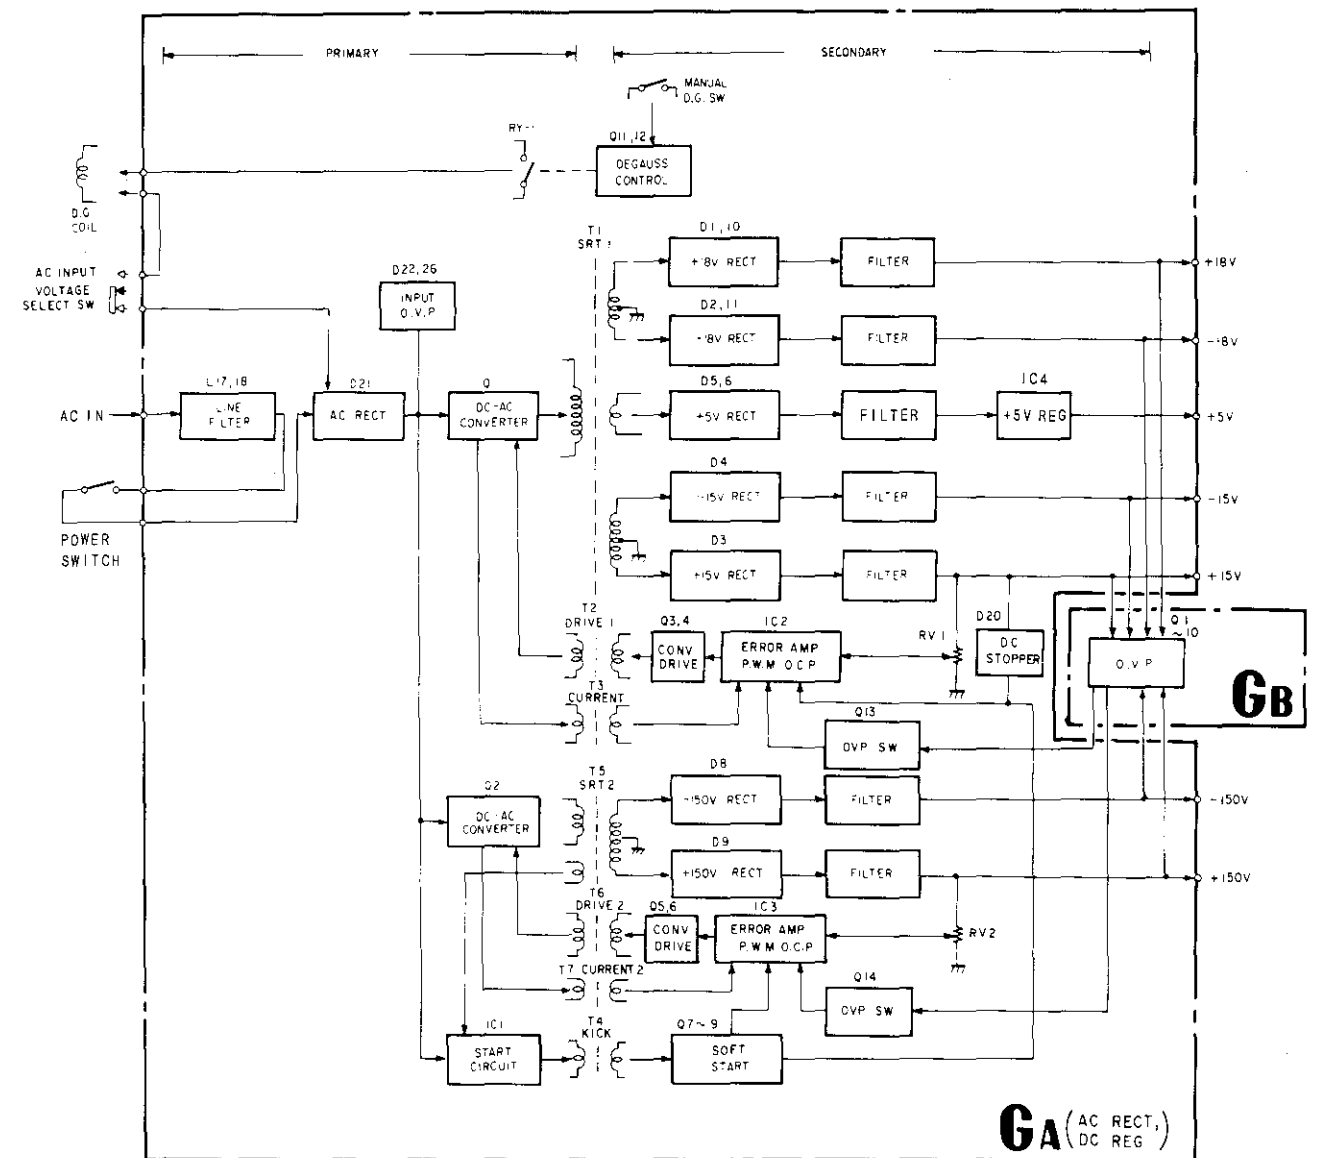 PRIMARY
SECONDARY
MANUAL
D.G. SW
RY-1
Q11,12
DEGAUSS
CONTROL
D.G
COIL
T1
SRT 1
D1,10
+18V RECT
FILTER
+18V
AC INPUT
VOLTAGE
SELECT SW
D22,26
INPUT
O.V.P
D2,11
-18V RECT
FILTER
-18V
L17,18
LINE
FILTER
D21
AC RECT
Q
DC-AC
CONVERTER
D5,6
+5V RECT
FILTER
IC4
+5V REG
+5V
AC IN
D4
-15V RECT
FILTER
-15V
POWER
SWITCH
D3
+15V RECT
FILTER
+15V
T2
DRIVE 1
Q3,4
CONV
DRIVE
IC2
ERROR AMP
P.W.M O.C.P
RV 1
D20
DC
STOPPER
Q1
~10
O.V.P
GB
T3
CURRENT
Q13
OVP SW
T5
SRT2
D8
-150V RECT
FILTER
-150V
Q2
DC-AC
CONVERTER
D9
+150V RECT
FILTER
+150V
T6
DRIVE 2
Q5,6
CONV
DRIVE
IC3
ERROR AMP
P.W.M O.C.P
RV2
T7 CURRENT 2
Q14
OVP SW
IC1
START
CIRCUIT
T4
KICK
Q7~9
SOFT
START
GA (AC RECT,
DC REG)